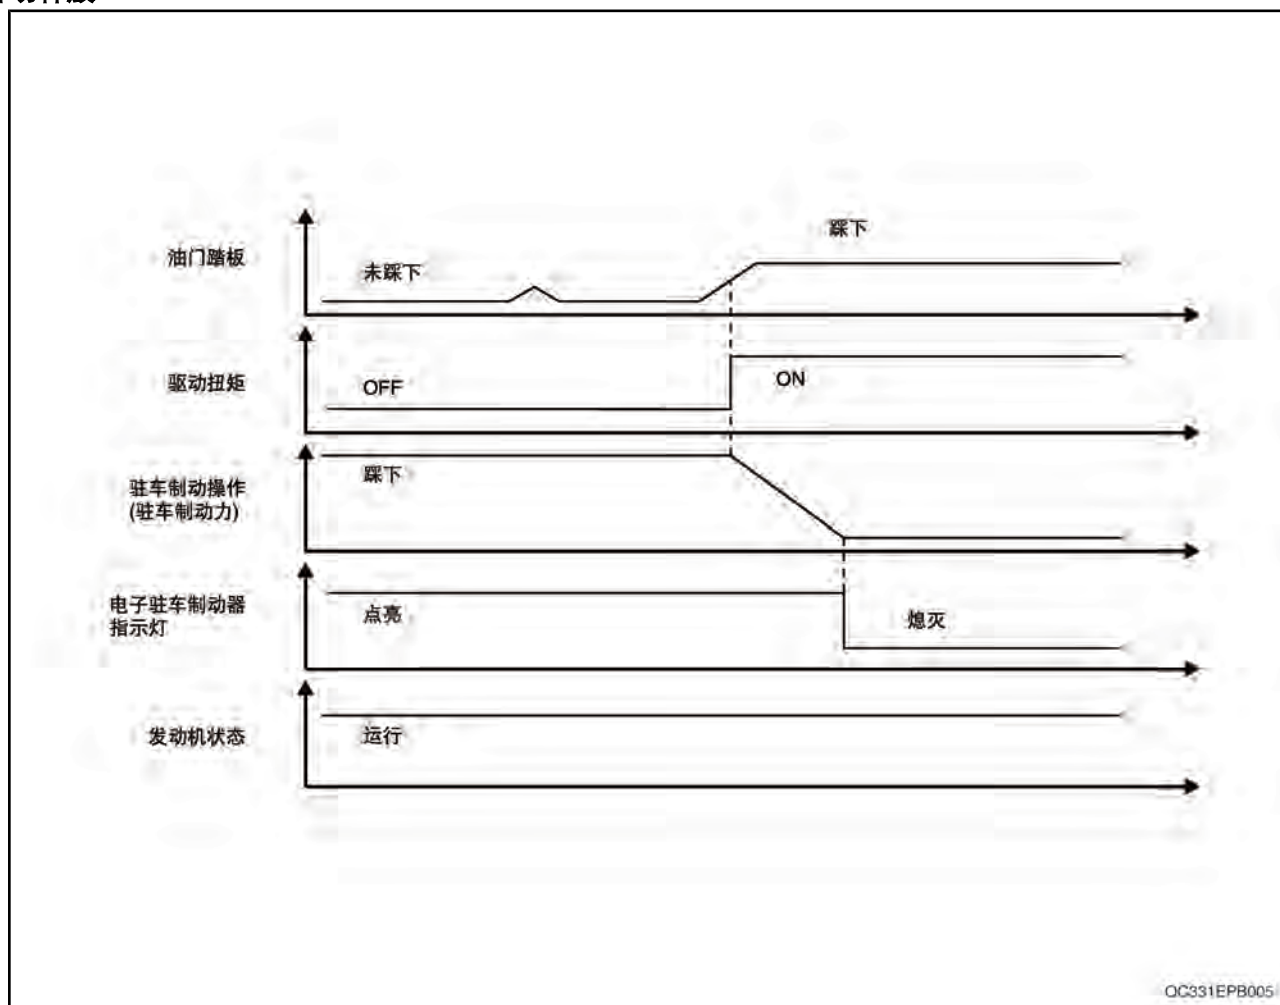 踩下
油门踏板
未踩下
驱动扭矩
OFF
ON
驻车制动操作
(驻车制动力)
踩下
电子驻车制动器
指示灯
点亮
熄灭
发动机状态
运行
QC331EPB005